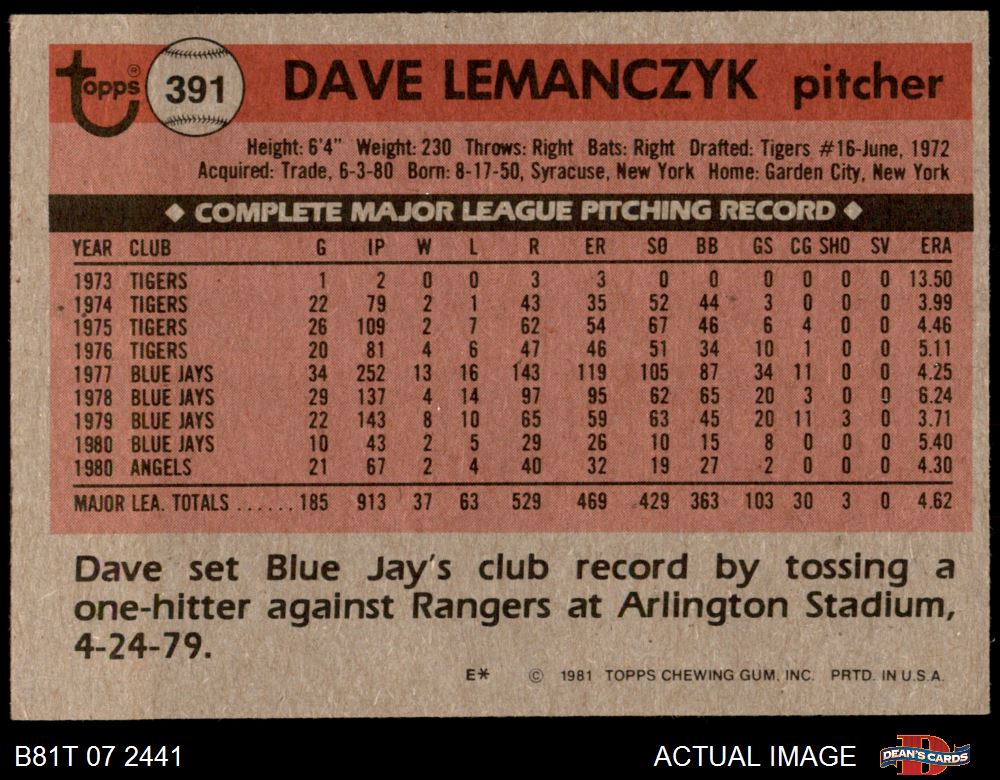 Topps® 391 DAVE LEMANCZYK pitcher
Height: 6'4" Weight: 230 Throws: Right Bats: Right Drafted: Tigers #16-June, 1972
Acquired: Trade, 6-3-80 Born: 8-17-50, Syracuse, New York Home: Garden City, New York
◆ COMPLETE MAJOR LEAGUE PITCHING RECORD ◆
YEAR CLUB G IP W L R ER SO BB GS CG SHO SV ERA
1973 TIGERS 1 2 0 0 3 3 0 0 0 0 0 0 13.50
1974 TIGERS 22 79 2 1 43 35 52 44 3 0 0 0 3.99
1975 TIGERS 26 109 2 7 62 54 67 46 6 4 0 0 4.46
1976 TIGERS 20 81 4 6 47 46 51 34 10 1 0 0 5.11
1977 BLUE JAYS 34 252 13 16 143 119 105 87 34 11 0 0 4.25
1978 BLUE JAYS 29 137 4 14 97 95 62 65 20 3 0 0 6.24
1979 BLUE JAYS 22 143 8 10 65 59 63 45 20 11 3 0 3.71
1980 BLUE JAYS 10 43 2 5 29 26 10 15 8 0 0 0 5.40
1980 ANGELS 21 67 2 4 40 32 19 27 2 0 0 0 4.30
MAJOR LEA. TOTALS ......185 913 37 63 529 469 429 363 103 30 3 0 4.62
Dave set Blue Jay's club record by tossing a
one-hitter against Rangers at Arlington Stadium,
4-24-79.
E* © 1981 TOPPS CHEWING GUM, INC. PRTD. IN U.S.A.
B81T 07 2441 ACTUAL IMAGE D DEAN'S CARDS